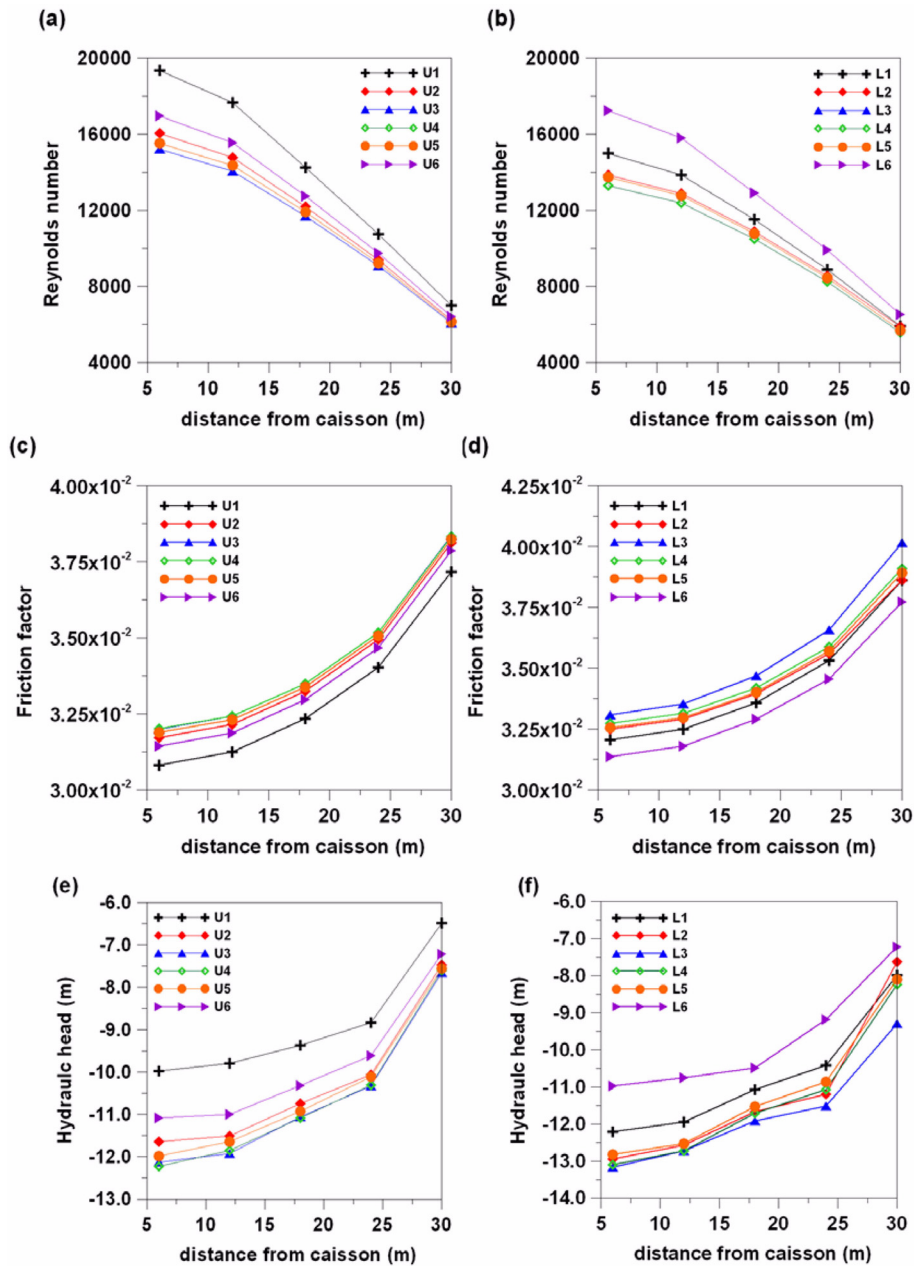 (a)
20000
16000
12000
8000
4000
Reynolds number
U1
U2
U3
U4
U5
U6
5 10 15 20 25 30
distance from caisson (m)
(b)
20000
16000
12000
8000
4000
Reynolds number
L1
L2
L3
L4
L5
L6
5 10 15 20 25 30
distance from caisson (m)
(c)
4.00x10⁻²
3.75x10⁻²
3.50x10⁻²
3.25x10⁻²
3.00x10⁻²
Friction factor
U1
U2
U3
U4
U5
U6
5 10 15 20 25 30
distance from caisson (m)
(d)
4.25x10⁻²
4.00x10⁻²
3.75x10⁻²
3.50x10⁻²
3.25x10⁻²
3.00x10⁻²
Friction factor
L1
L2
L3
L4
L5
L6
5 10 15 20 25 30
distance from caisson (m)
(e)
-6.0
-7.0
-8.0
-9.0
-10.0
-11.0
-12.0
-13.0
Hydraulc head (m)
U1
U2
U3
U4
U5
U6
5 10 15 20 25 30
distance from caisson (m)
(f)
-6.0
-7.0
-8.0
-9.0
-10.0
-11.0
-12.0
-13.0
-14.0
Hydraulc head (m)
L1
L2
L3
L4
L5
L6
5 10 15 20 25 30
distance from caisson (m)